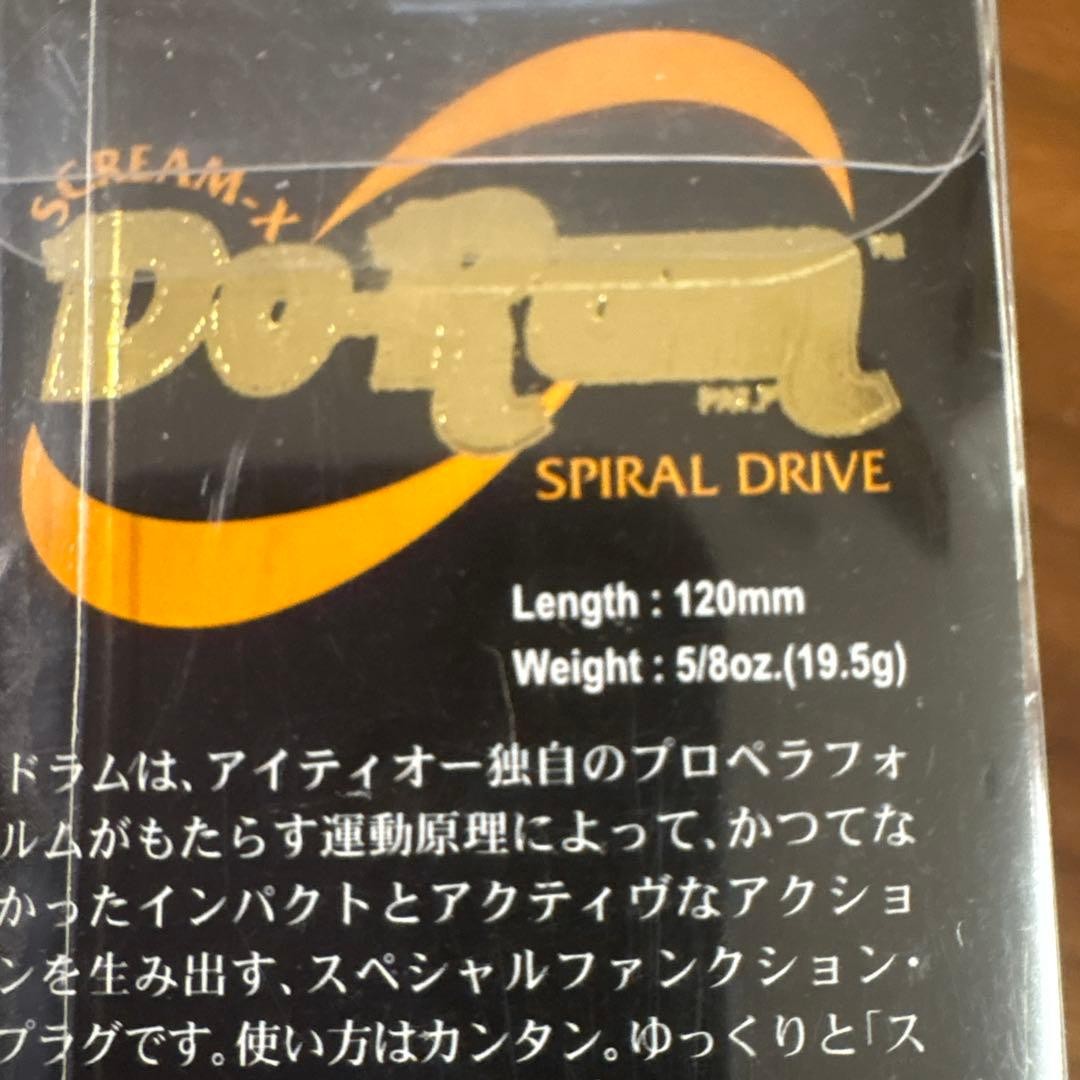 SCREAM-X
Do-Rum
TM
PAT.P
SPIRAL DRIVE
Length : 120mm
Weight : 5/8oz.(19.5g)
ドラムは、アイティオー独自のプロペラフォ
ルムがもたらす運動原理によって、かつてな
かったインパクトとアクティヴなアクショ
ンを生み出す、スペシャルファンクション・
プラグです。使い方はカンタン。ゆっくりと「ス